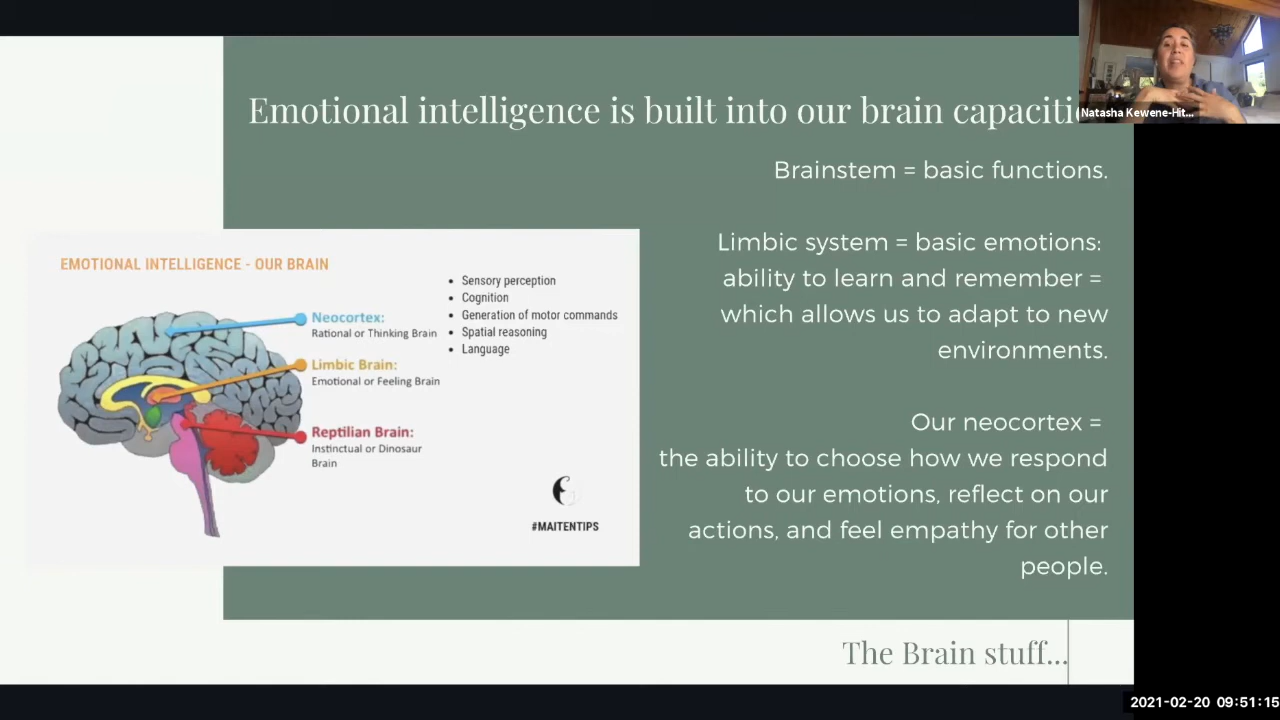 Emotional intelligence is built into our brain
Natasha Kewene-Hit...
Brainstem = basic functions.
Limbic system = basic emotions:
ability to learn and remember =
which allows us to adapt to new
environments.
Our neocortex =
the ability to choose how we respond
to our emotions, reflect on our
actions, and feel empathy for other
people.
EMOTIONAL INTELLIGENCE - OUR BRAIN
Neocortex:
Rational or Thinking Brain
Limbic Brain:
Emotional or Feeling Brain
Reptilian Brain:
Instinctual or Dinosaur
Brain
• Sensory perception
• Cognition
• Generation of motor commands
• Spatial reasoning
• Language
#MAITENTIPS
The Brain stuff...
2021-02-20 09:51:15